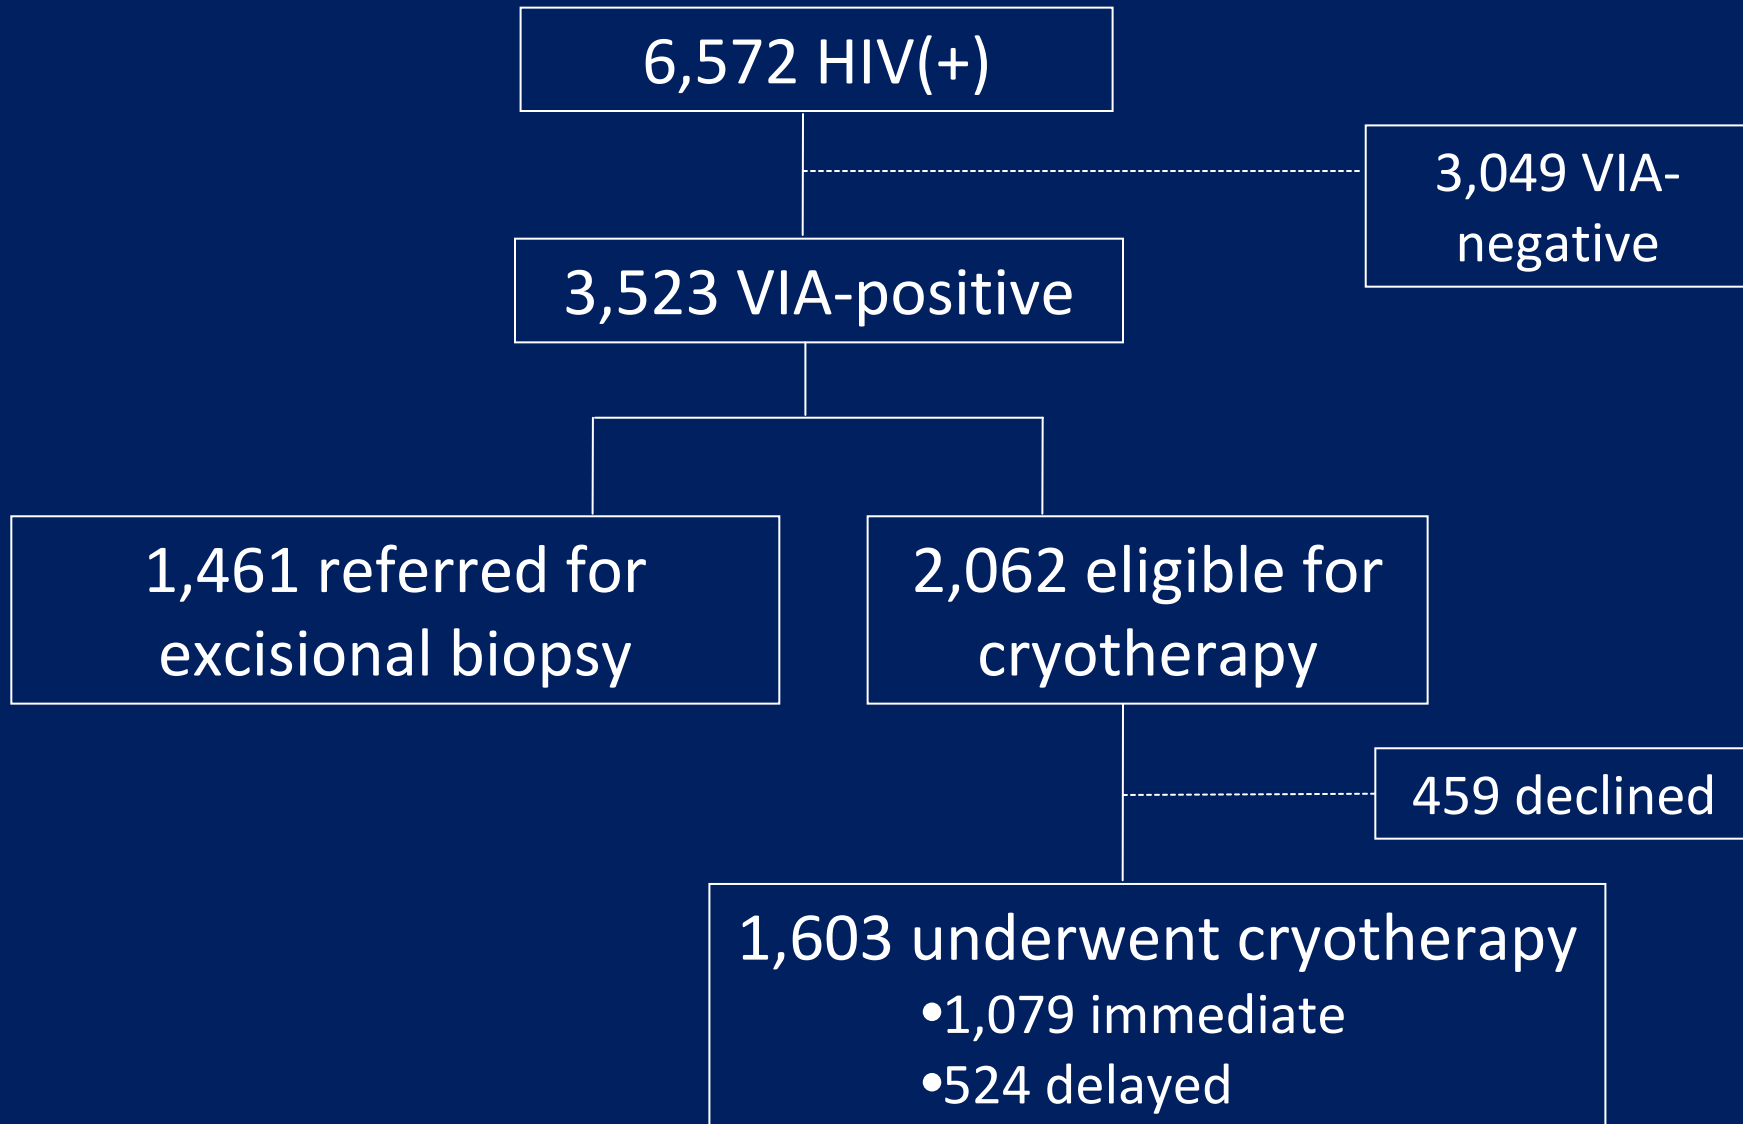 6,572 HIV(+)
3,049 VIA-
negative
3,523 VIA-positive
1,461 referred for
excisional biopsy
2,062 eligible for
cryotherapy
459 declined
1,603 underwent cryotherapy
•1,079 immediate
•524 delayed